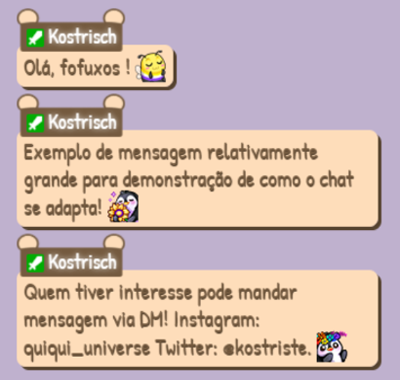 Kostrisch
Olá, fofuxos !
Kostrisch
Exemplo de mensagem relativamente
grande para demonstração de como o chat
se adapta!
Kostrisch
Quem tiver interesse pode mandar
mensagem via DM! Instagram:
quiqui_universe Twitter: @kostriste.